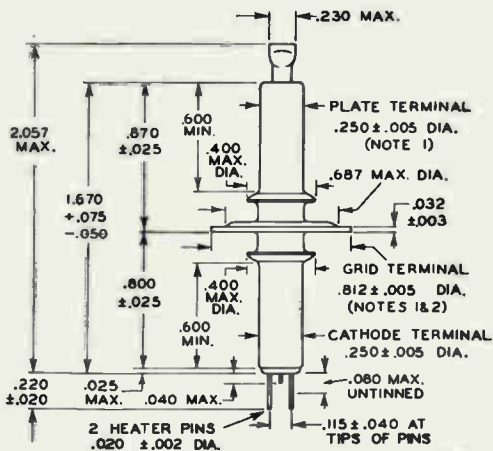 .230 MAX.
PLATE TERMINAL
.250±.005 DIA.
(NOTE 1)
.600
MIN.
.870
±.025
2.057
MAX.
.400
MAX.
DIA.
.687 MAX. DIA.
.032
±.003
1.670
+.075
-.050
GRID TERMINAL
.812±.005 DIA.
(NOTES 1&2)
.800
±.025
.400
MAX.
DIA.
.600
MIN.
CATHODE TERMINAL
.250±.005 DIA.
.220
±.020
.025
MAX.
.040 MAX.
.080 MAX.
UNTINNED
2 HEATER PINS
.020 ±.002 DIA.
.115±.040 AT
TIPS OF PINS